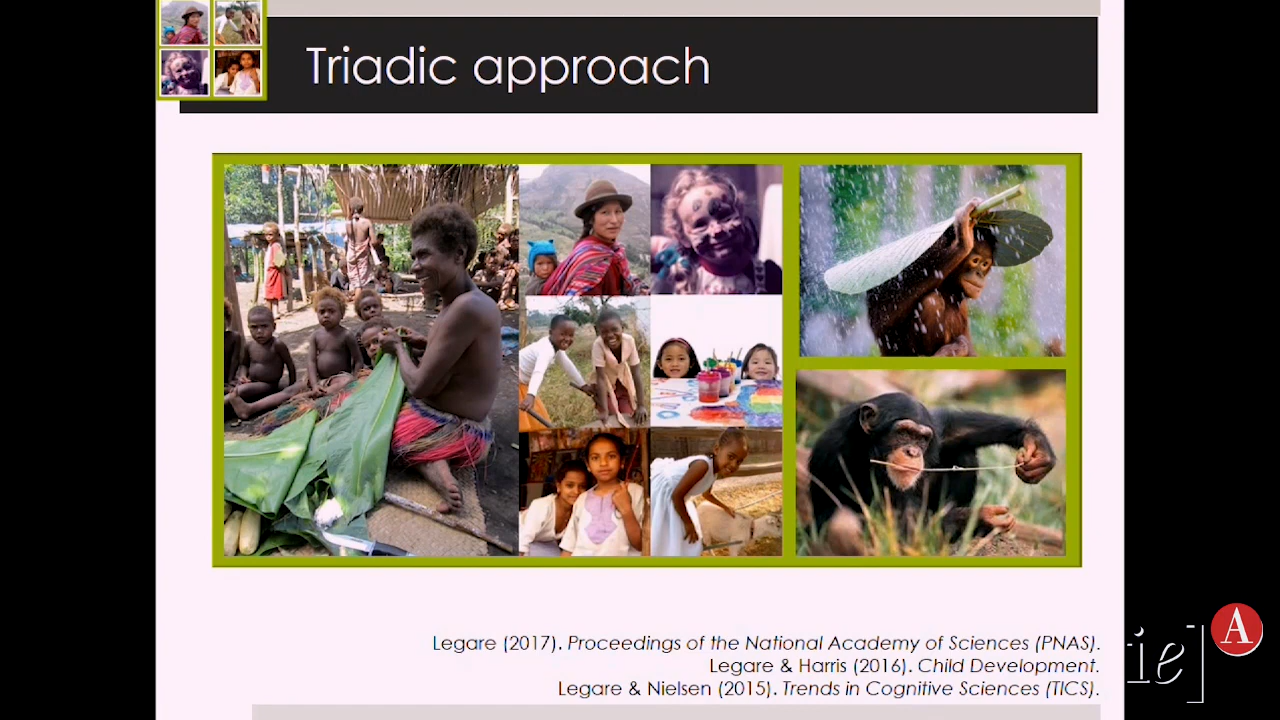 Triadic approach
Legare (2017). Proceedings of the National Academy of Sciences (PNAS).
Legare & Harris (2016). Child Development.
Legare & Nielsen (2015). Trends in Cognitive Sciences (TICS).
ie]
A